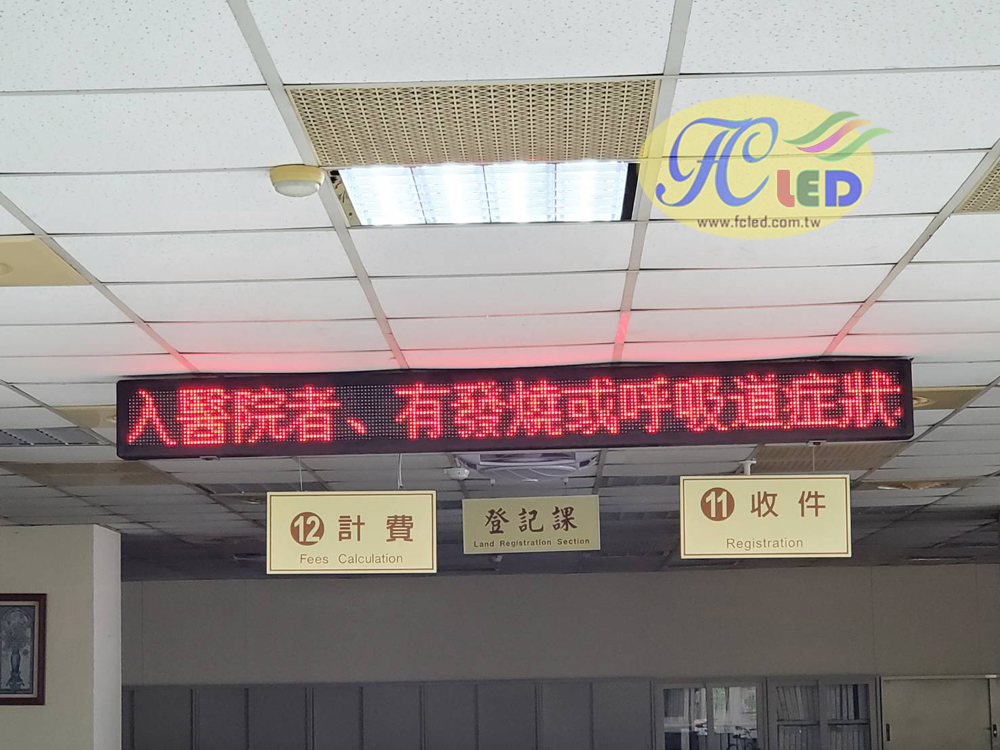 FC LED
www.fcled.com.tw
入醫院者、有發燒或呼吸道症狀
⑫ 計費
Fees Calculation
登記課
Land Registration Section
⑪ 收件
Registration